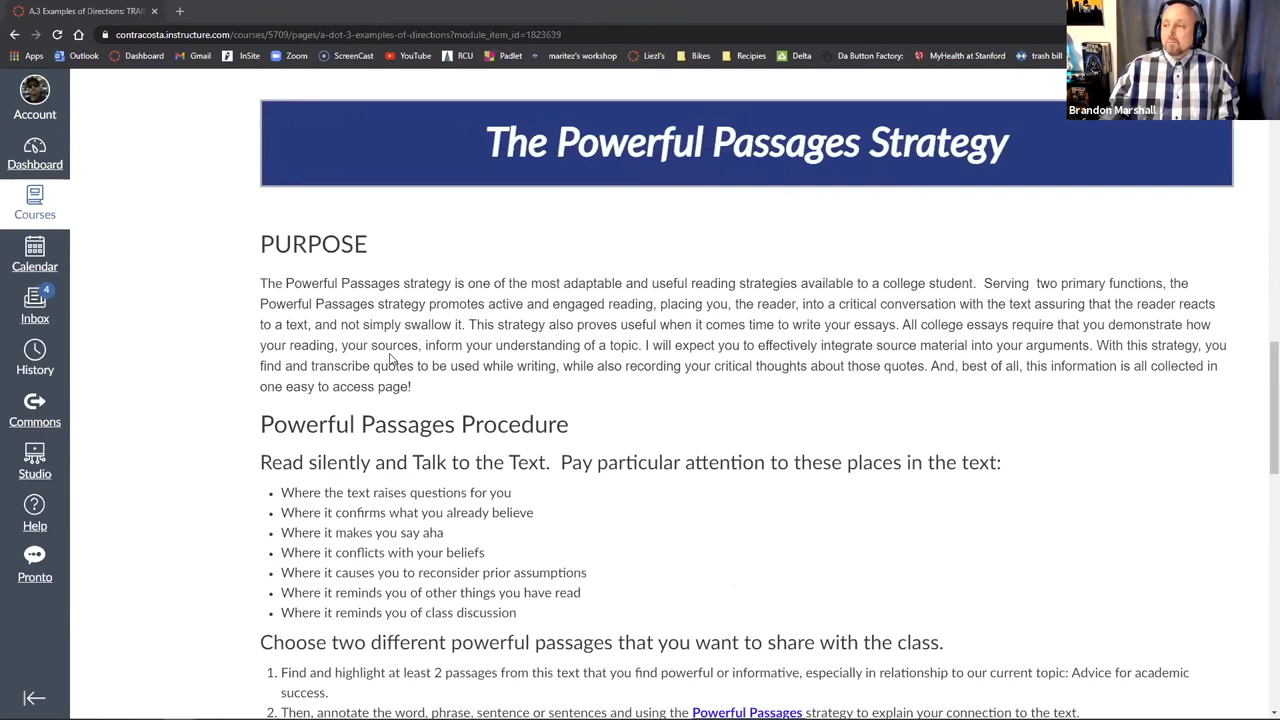 A.3 Examples of Directions: TRAI
contracosta.instructure.com/courses/5709/pages/a-dot-3-examples-of-directions?module_item_id=1823639
Apps Outlook Dashboard Gmail InSite Zoom ScreenCast YouTube RCU Padlet maritez's workshop Liezl's Bikes Recipies Delta Da Button Factory: MyHealth at Stanford trash bill
Brandon Marshall
Account
Dashboard
Courses
Calendar
4
Inbox
History
Commons
Studio
Help
Pronto
The Powerful Passages Strategy
PURPOSE
The Powerful Passages strategy is one of the most adaptable and useful reading strategies available to a college student. Serving two primary functions, the
Powerful Passages strategy promotes active and engaged reading, placing you, the reader, into a critical conversation with the text assuring that the reader reacts
to a text, and not simply swallow it. This strategy also proves useful when it comes time to write your essays. All college essays require that you demonstrate how
your reading, your sources, inform your understanding of a topic. I will expect you to effectively integrate source material into your arguments. With this strategy, you
find and transcribe quotes to be used while writing, while also recording your critical thoughts about those quotes. And, best of all, this information is all collected in
one easy to access page!
Powerful Passages Procedure
Read silently and Talk to the Text. Pay particular attention to these places in the text:
• Where the text raises questions for you
• Where it confirms what you already believe
• Where it makes you say aha
• Where it conflicts with your beliefs
• Where it causes you to reconsider prior assumptions
• Where it reminds you of other things you have read
• Where it reminds you of class discussion
Choose two different powerful passages that you want to share with the class.
1. Find and highlight at least 2 passages from this text that you find powerful or informative, especially in relationship to our current topic: Advice for academic
success.
2. Then, annotate the word, phrase, sentence or sentences and using the Powerful Passages strategy to explain your connection to the text.